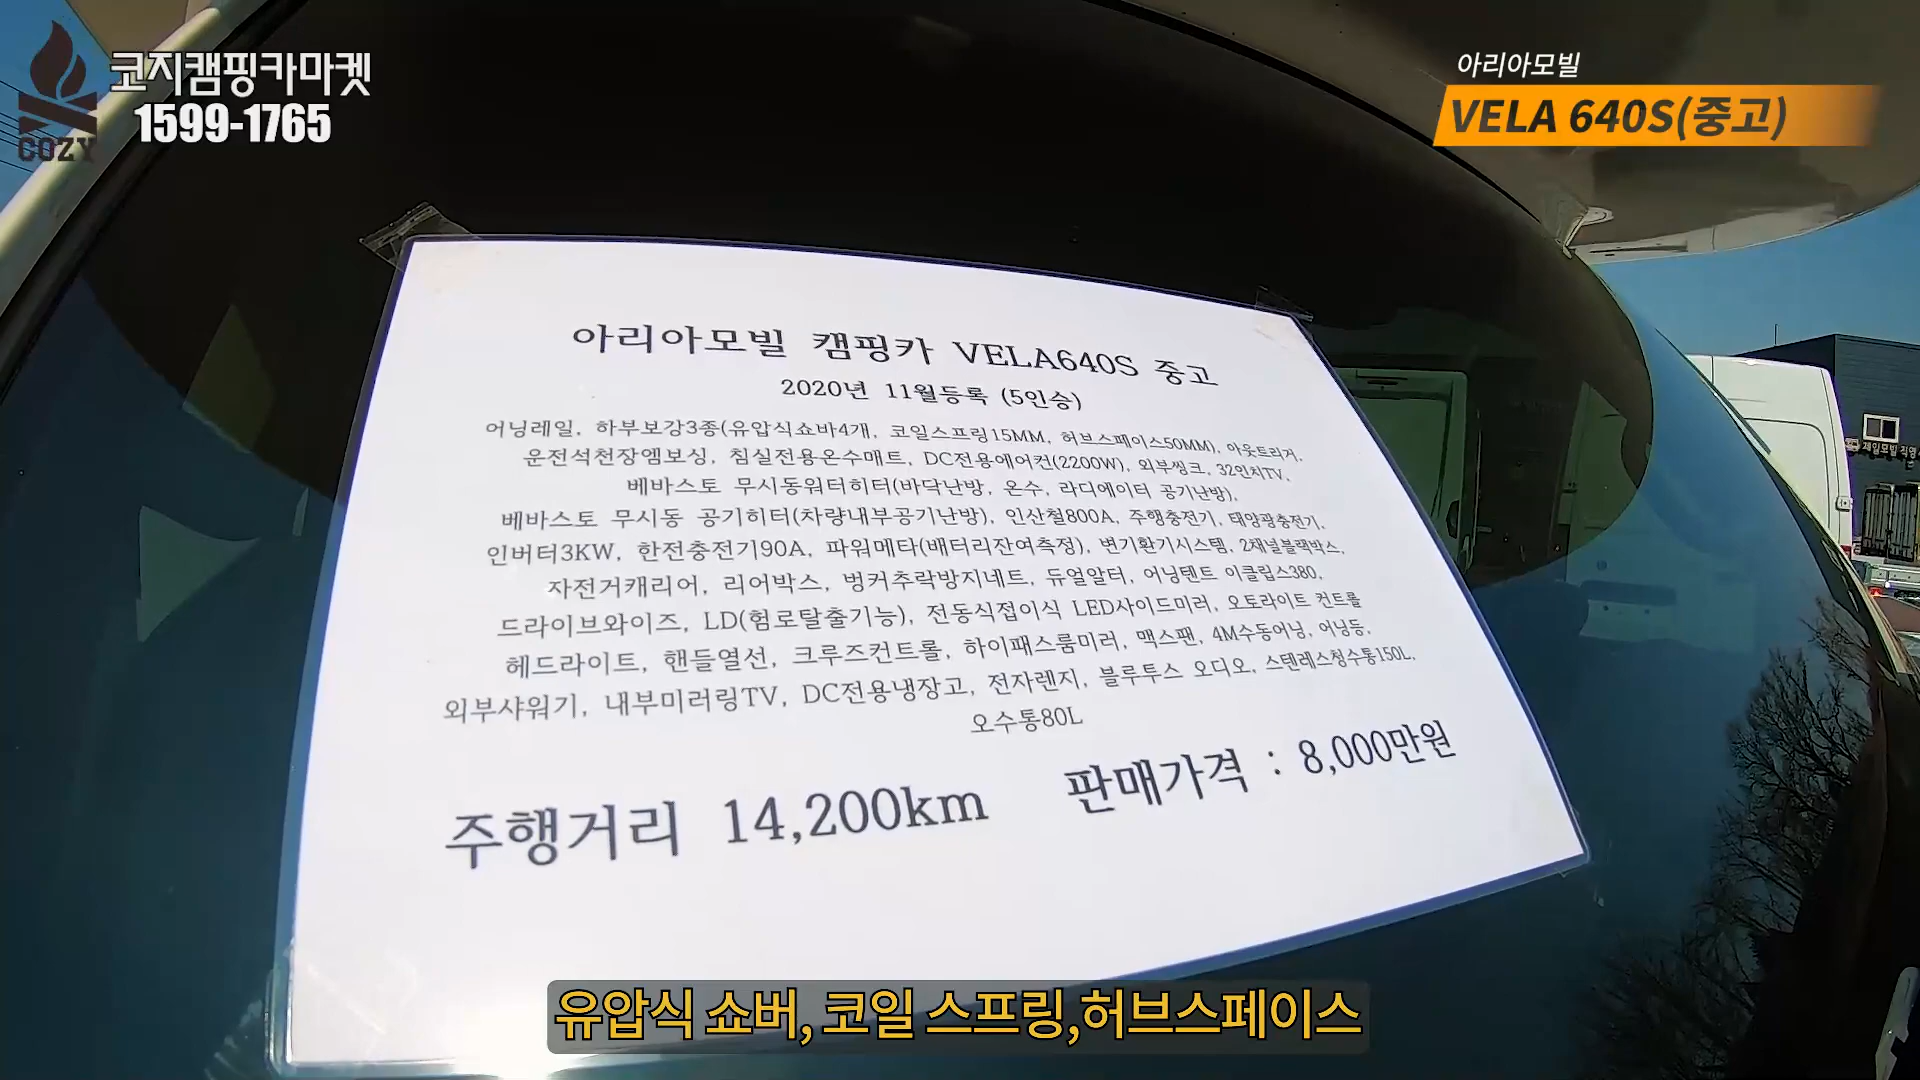 코지캠핑카마켓
1599-1765
COZY
아리아모빌
VELA 640S(중고)
아리아모빌 캠핑카 VELA640S 중고
2020년 11월등록 (5인승)
어닝레일, 하부보강3종(유압식쇼바4개, 코일스프링15MM, 허브스페이스50MM), 아웃트리거,
운전석천장엠보싱, 침실전용온수매트, DC전용에어컨(2200W), 외부씽크, 32인치TV,
베바스토 무시동워터히터(바닥난방, 온수, 라디에이터 공기난방),
베바스토 무시동 공기히터(차량내부공기난방), 인산철800A, 주행충전기, 태양광충전기,
인버터3KW, 한전충전기90A, 파워메타(배터리잔여측정), 변기환기시스템, 2채널블랙박스,
자전거캐리어, 리어박스, 벙커추락방지네트, 듀얼알터, 어닝텐트 이클립스380,
드라이브와이즈, LD(험로탈출기능), 전동식접이식 LED사이드미러, 오토라이트 컨트롤
헤드라이트, 핸들열선, 크루즈컨트롤, 하이패스룸미러, 맥스팬, 4M수동어닝, 어닝등,
외부샤워기, 내부미러링TV, DC전용냉장고, 전자렌지, 블루투스 오디오, 스텐레스청수통150L,
오수통80L
주행거리 14,200km 판매가격 : 8,000만원
제일모빌 직영
유압식 쇼버, 코일 스프링,허브스페이스